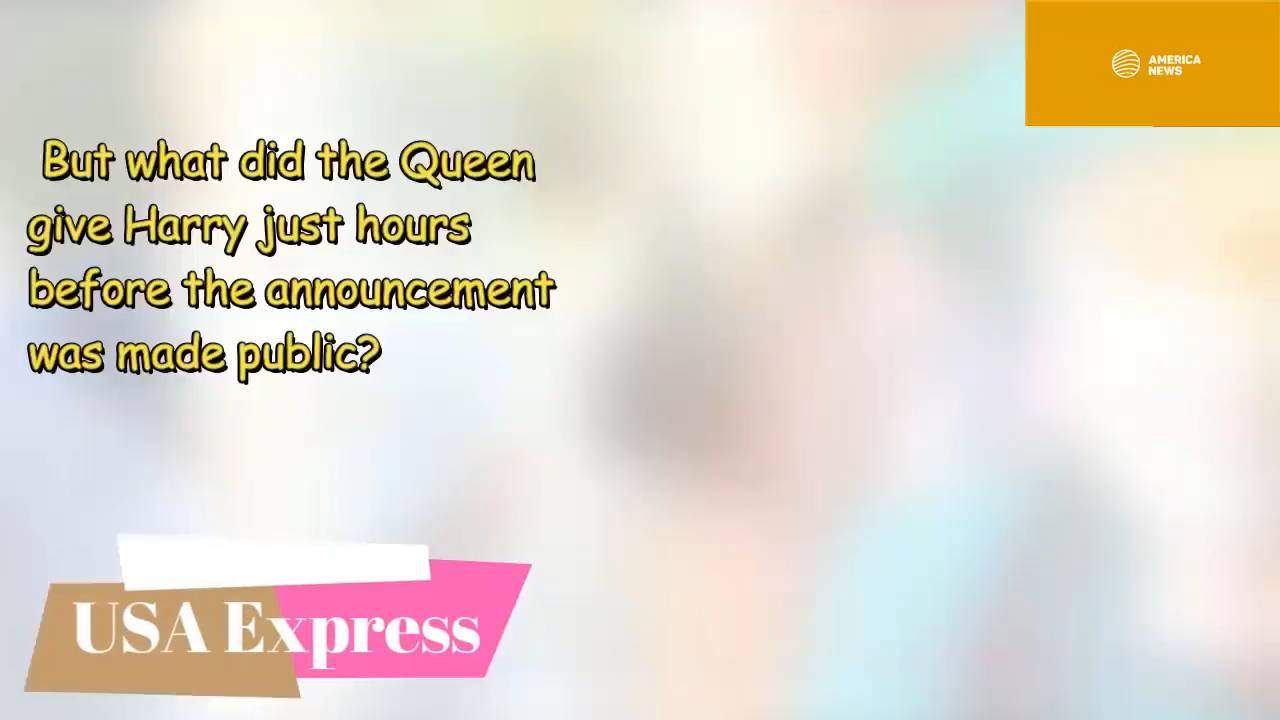 AMERICA
NEWS
But what did the Queen
give Harry just hours
before the announcement
was made public?
USA Express